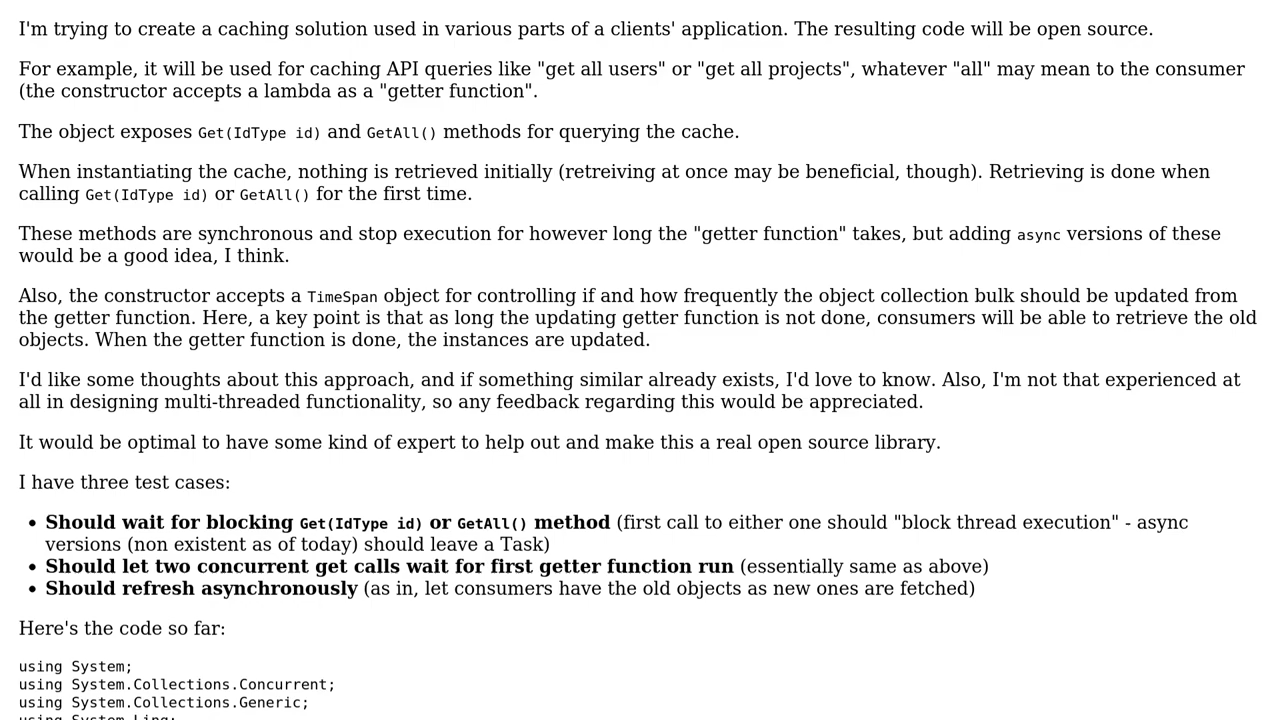 I'm trying to create a caching solution used in various parts of a clients' application. The resulting code will be open source.
For example, it will be used for caching API queries like "get all users" or "get all projects", whatever "all" may mean to the consumer
(the constructor accepts a lambda as a "getter function".
The object exposes Get(IdType id) and GetAll() methods for querying the cache.
When instantiating the cache, nothing is retrieved initially (retreiving at once may be beneficial, though). Retrieving is done when
calling Get(IdType id) or GetAll() for the first time.
These methods are synchronous and stop execution for however long the "getter function" takes, but adding async versions of these
would be a good idea, I think.
Also, the constructor accepts a TimeSpan object for controlling if and how frequently the object collection bulk should be updated from
the getter function. Here, a key point is that as long the updating getter function is not done, consumers will be able to retrieve the old
objects. When the getter function is done, the instances are updated.
I'd like some thoughts about this approach, and if something similar already exists, I'd love to know. Also, I'm not that experienced at
all in designing multi-threaded functionality, so any feedback regarding this would be appreciated.
It would be optimal to have some kind of expert to help out and make this a real open source library.
I have three test cases:
• Should wait for blocking Get(IdType id) or GetAll() method (first call to either one should "block thread execution" - async
versions (non existent as of today) should leave a Task)
• Should let two concurrent get calls wait for first getter function run (essentially same as above)
• Should refresh asynchronously (as in, let consumers have the old objects as new ones are fetched)
Here's the code so far:
using System;
using System.Collections.Concurrent;
using System.Collections.Generic;
using System.Linq;